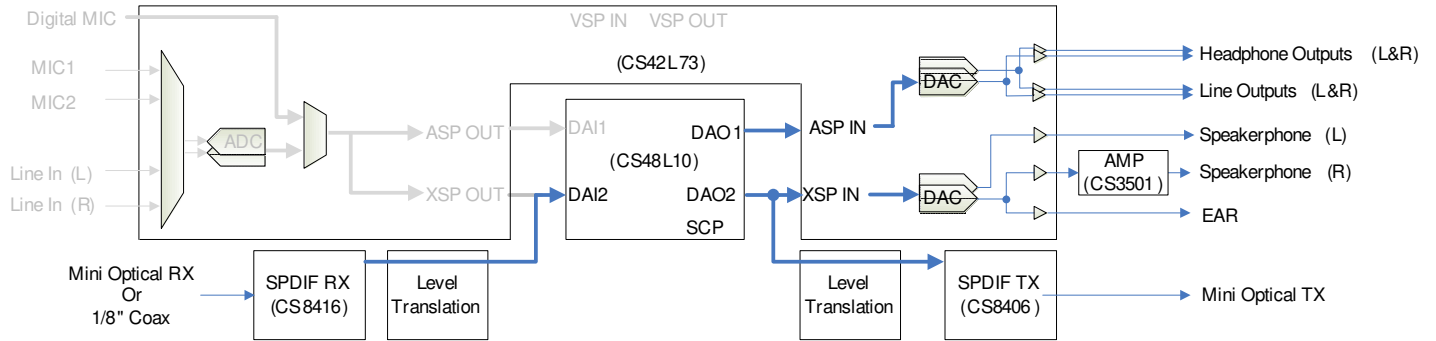 Digital MIC
VSP IN VSP OUT
MIC1
(CS42L73)
Headphone Outputs (L&R)
MIC2
DAC
Line Outputs (L&R)
ADC
ASP OUT
DAI1
DAO1
ASP IN
Speakerphone (L)
(CS48L10)
AMP
(CS3501)
Speakerphone (R)
Line In (L)
XSP OUT
DAI2
DAO2
XSP IN
DAC
Line In (R)
SCP
EAR
Mini Optical RX
Or
1/8" Coax
SPDIF RX
(CS8416)
Level
Translation
Level
Translation
SPDIF TX
(CS8406)
Mini Optical TX